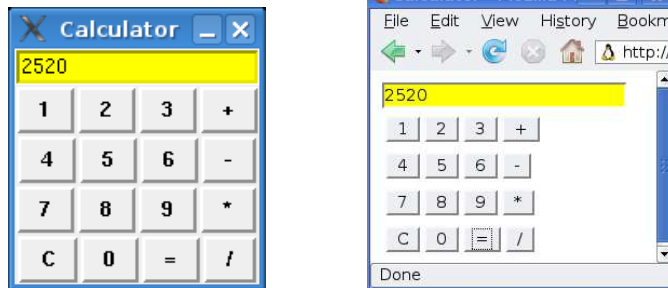 Calculator
2520
1 2 3 +
4 5 6 -
7 8 9 *
C 0 = /
File Edit View History Bookm
http://
2520
1 2 3 +
4 5 6 -
7 8 9 *
C 0 = /
Done